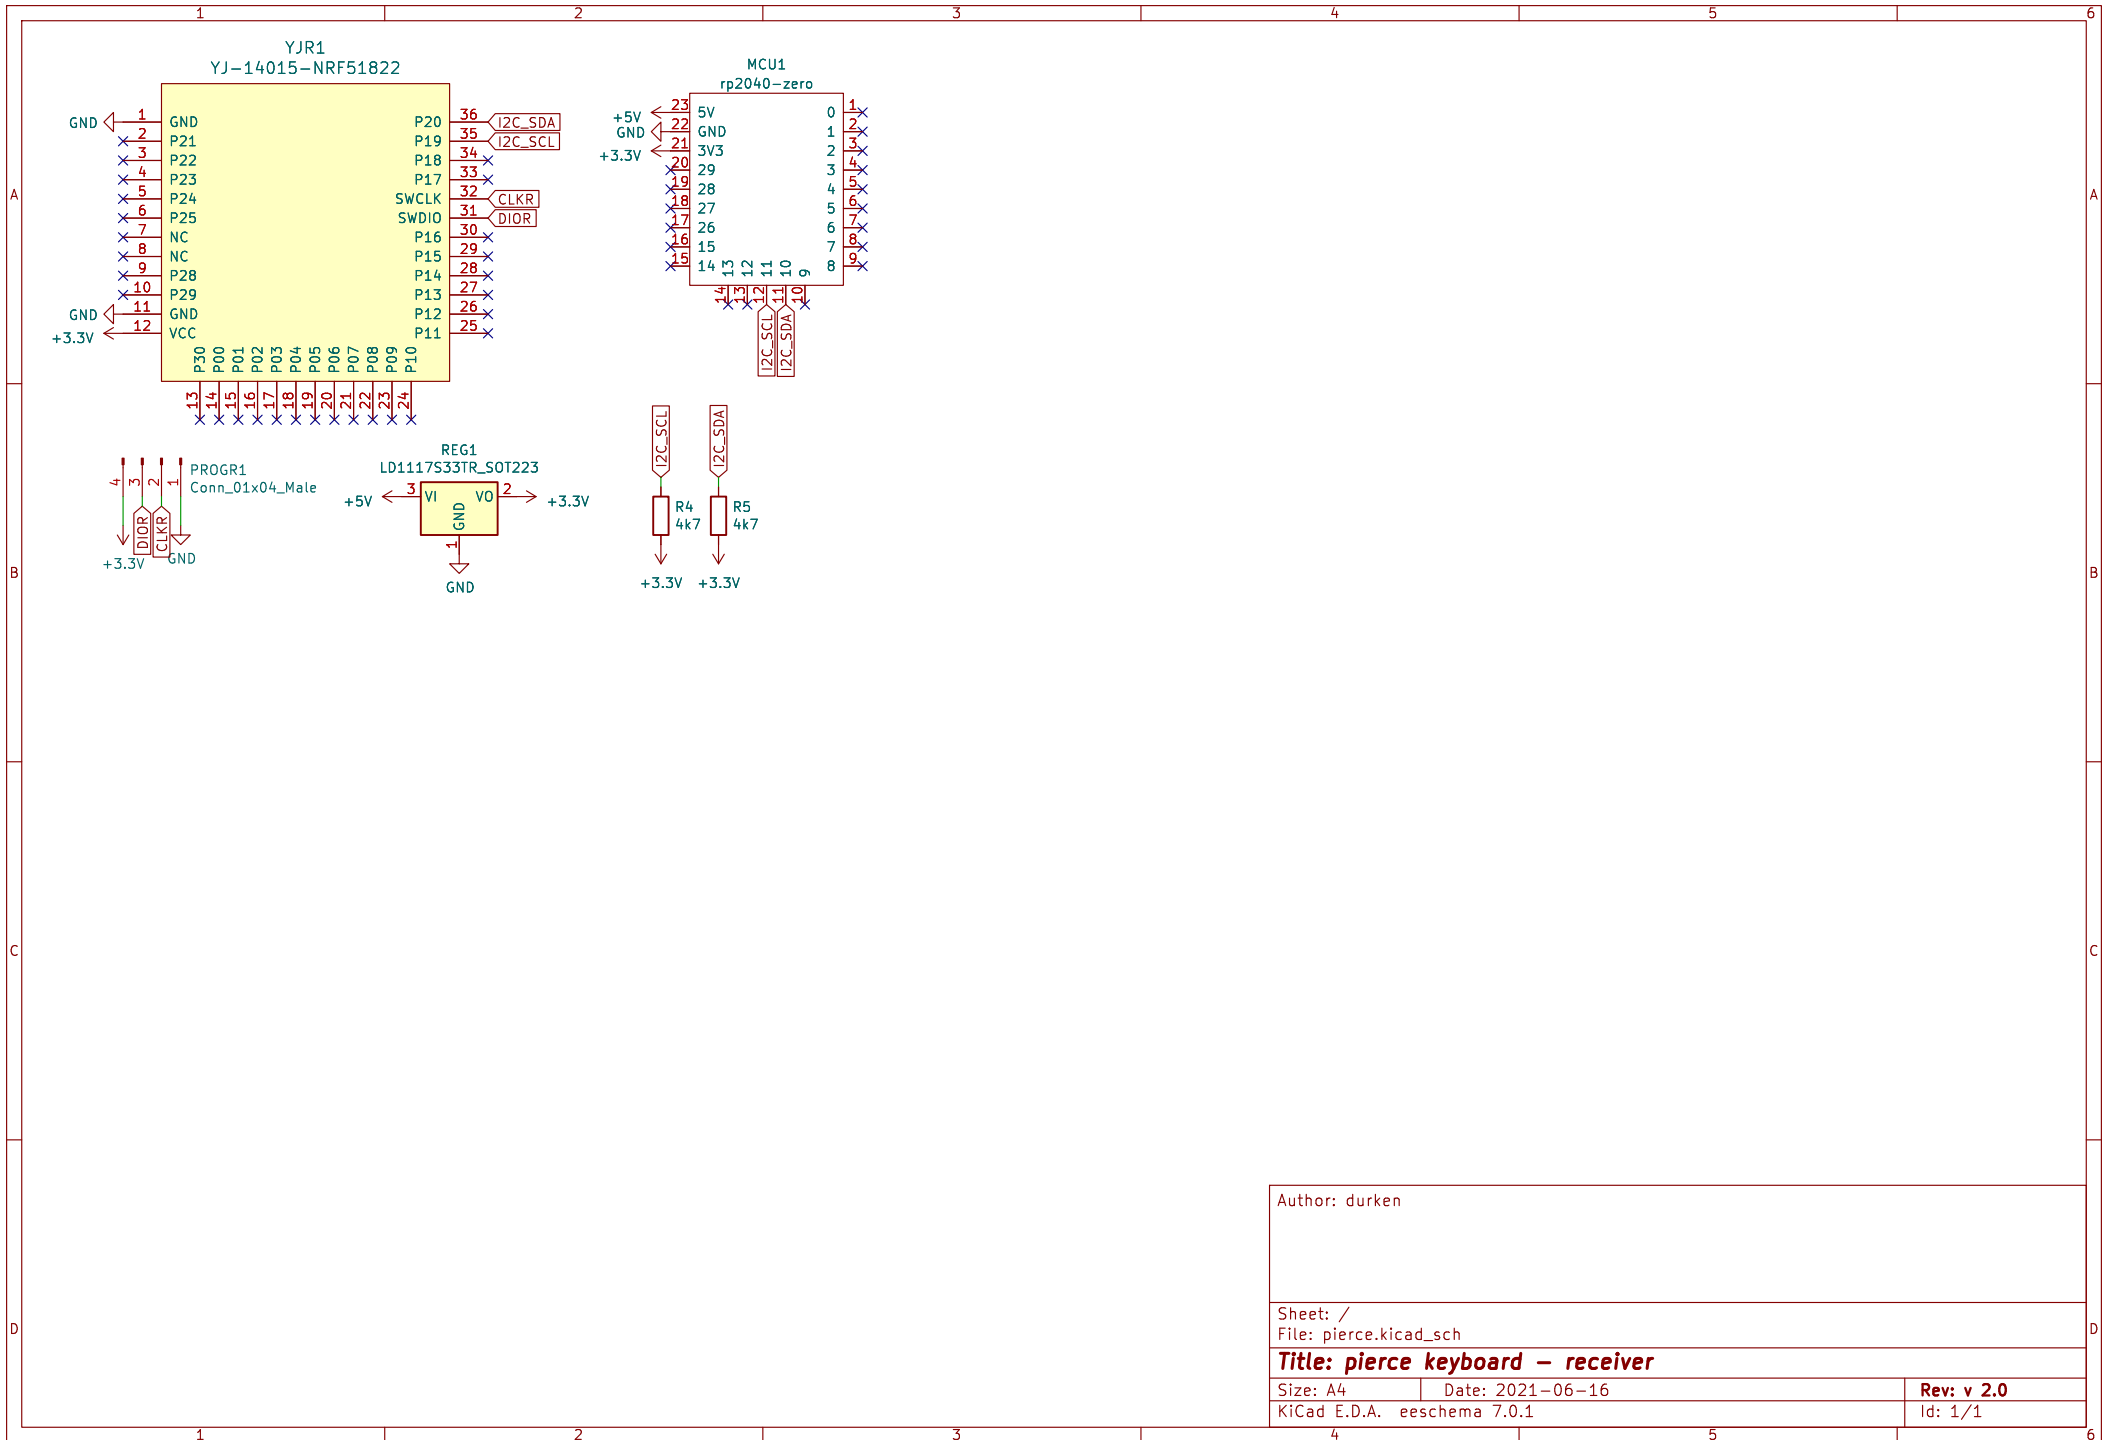 1 2 3 4 5 6
A A
B B
C C
D D
YJR1
YJ-14015-NRF51822
GND 1 GND
2 P21
3 P22
4 P23
5 P24
6 P25
7 NC
8 NC
9 P28
10 P29
GND 11 GND
+3.3V 12 VCC
P20 36 I2C_SDA
P19 35 I2C_SCL
P18 34
P17 33
SWCLK 32 CLKR
SWDIO 31 DIOR
P16 30
P15 29
P14 28
P13 27
P12 26
P11 25
P30 P00 P01 P02 P03 P04 P05 P06 P07 P08 P09 P10
13 14 15 16 17 18 19 20 21 22 23 24
MCU1
rp2040-zero
+5V 23 5V
GND 22 GND
+3.3V 21 3V3
20 29
19 28
18 27
17 26
16 15
15 14
0 1
1 2
2 3
3 4
4 5
5 6
6 7
7 8
8 9
13 12 11 10 9
14 13 12 11 10
I2C_SCL I2C_SDA
4 3 2 1
PROGR1
Conn_01x04_Male
DIOR CLKR
+3.3V GND
REG1
LD1117S33TR_SOT223
+5V 3 VI VO 2 +3.3V
GND
1
GND
I2C_SCL I2C_SDA
R4
4k7
R5
4k7
+3.3V +3.3V
Author: durken
Sheet: /
File: pierce.kicad_sch
Title: pierce keyboard – receiver
Size: A4 Date: 2021-06-16 Rev: v 2.0
KiCad E.D.A. eeschema 7.0.1 Id: 1/1
1 2 3 4 5 6